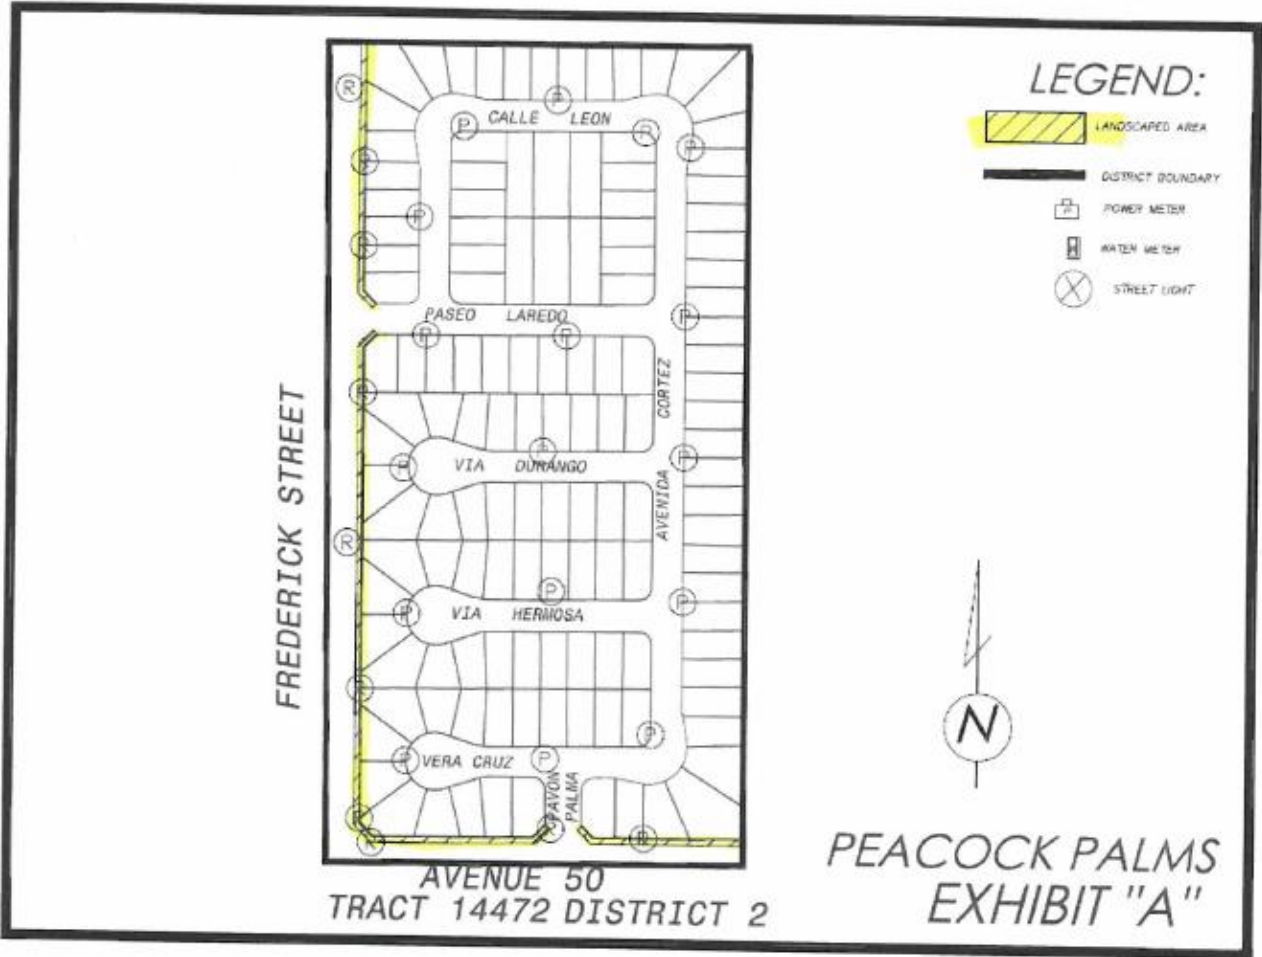 LEGEND:
LANDSCAPED AREA
DISTRICT BOUNDARY
P POWER METER
WATER METER
STREET LIGHT
R
P
CALLE LEON
P
R
P
R
P
R
PASEO LAREDO
P
P
P
R
CORTEZ
P
P
VIA DURANGO
R
AVENIDA
R
P
P
VIA HERMOSA
P
R
P
P
VERA CRUZ
P
PAVON
PALMA
R
R
R
R
FREDERICK STREET
N
AVENUE 50
TRACT 14472 DISTRICT 2
PEACOCK PALMS
EXHIBIT "A"